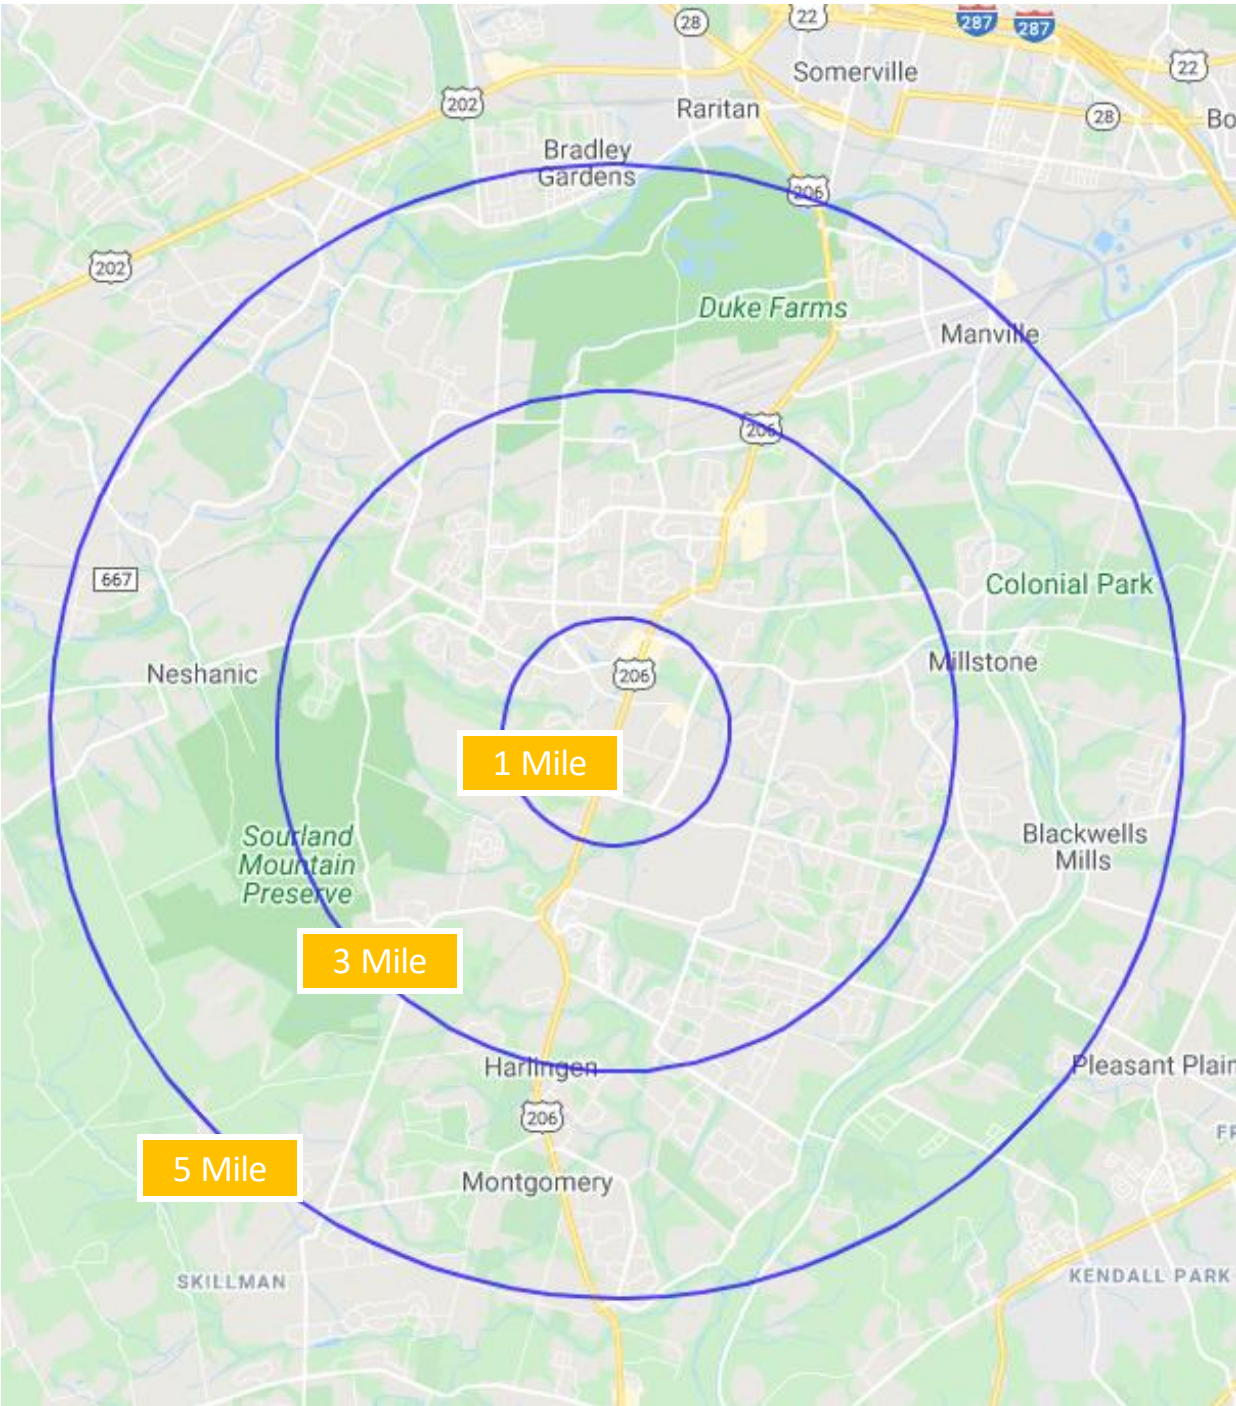 28
22
287
287
22
Somerville
202
Raritan
28
Bo
Bradley
Gardens
206
202
Duke Farms
Manville
206
667
Colonial Park
Neshanic
206
Millstone
1 Mile
Sourland
Mountain
Preserve
Blackwells
Mills
3 Mile
Harlingen
Pleasant Plain
206
FR
5 Mile
Montgomery
SKILLMAN
KENDALL PARK